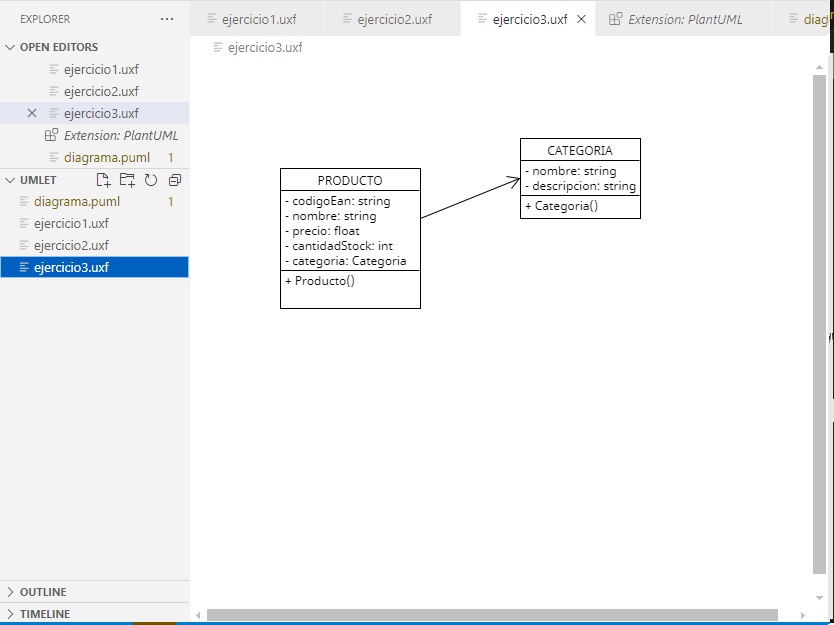 EXPLORER
OPEN EDITORS
ejercicio1.uxf
ejercicio2.uxf
ejercicio3.uxf
Extension: PlantUML
diagrama.puml 1
UMLET
diagrama.puml 1
ejercicio1.uxf
ejercicio2.uxf
ejercicio3.uxf
OUTLINE
TIMELINE
ejercicio1.uxf
ejercicio2.uxf
ejercicio3.uxf
Extension: PlantUML
diag
ejercicio3.uxf
PRODUCTO
- codigoEan: string
- nombre: string
- precio: float
- cantidadStock: int
- categoria: Categoria
+ Producto()
CATEGORIA
- nombre: string
- descripcion: string
+ Categoria()